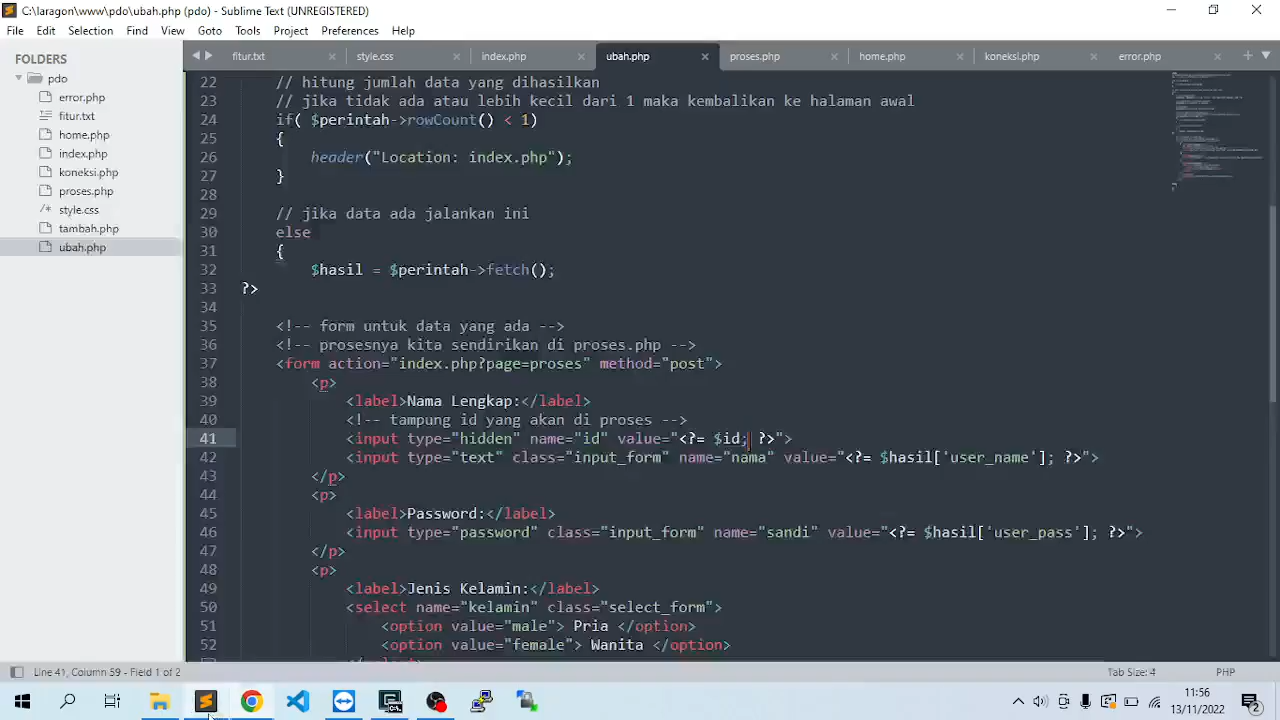 C:\laragon\www\pdo\ubah.php (pdo) - Sublime Text (UNREGISTERED)
File Edit Selection Find View Goto Tools Project Preferences Help
FOLDERS
pdo
error.php
fitur.txt
home.php
index.php
koneksi.php
proses.php
style.css
tambah.php
ubah.php
fitur.txt style.css index.php ubah.php proses.php home.php koneksi.php error.php
22 // hitung jumlah data yang dihasilkan
23 // jika tidak ada atau lebih kecil dari 1 maka kembalikan ke halaman awal
24 if( $perintah->rowCount() < 1)
25 {
26 header("Location: index.php");
27 }
28
29 // jika data ada jalankan ini
30 else
31 {
32 $hasil = $perintah->fetch();
33 ?>
34
35 <!-- form untuk data yang ada -->
36 <!-- prosesnya kita sendirikan di proses.php -->
37 <form action="index.php?page=proses" method="post">
38 <p>
39 <label>Nama Lengkap:</label>
40 <!-- tampung id yang akan di proses -->
41 <input type="hidden" name="id" value="<?= $id; ?>">
42 <input type="text" class="input_form" name="nama" value="<?= $hasil['user_name']; ?>">
43 </p>
44 <p>
45 <label>Password:</label>
46 <input type="password" class="input_form" name="sandi" value="<?= $hasil['user_pass']; ?>">
47 </p>
48 <p>
49 <label>Jenis Kelamin:</label>
50 <select name="kelamin" class="select_form">
51 <option value="male"> Pria </option>
52 <option value="female"> Wanita </option>
Line 41, Column 59 - Field 1 of 2
Tab Size: 4
PHP
11:56
13/11/2022
2